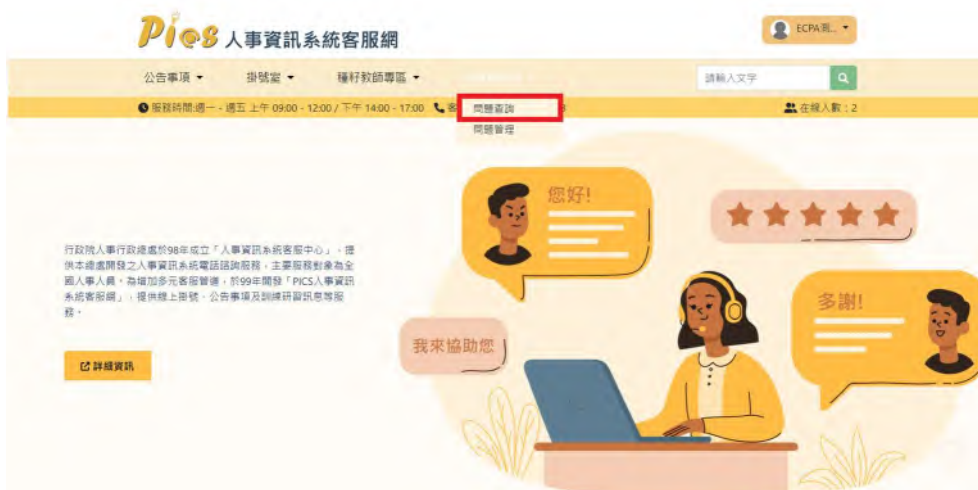 Pics 人事資訊系統客服網
ECPA測... ▾
公告事項 ▾ 掛號室 ▾ 種籽教師專區 ▾
請輸入文字
服務時間:週一 - 週五 上午 09:00 - 12:00 / 下午 14:00 - 17:00 客
在線人數：2
問題查詢
問題管理
您好!
行政院人事行政總處於98年成立「人事資訊系統客服中心」，提
供本總處開發之人事資訊系統電話諮詢服務，主要服務對象為全
國人事人員。為增加多元客服管道，於99年開發「PICS人事資訊
系統客服網」，提供線上掛號、公告事項及訓練研習訊息等服
務。
多謝!
我來協助您
詳細資訊